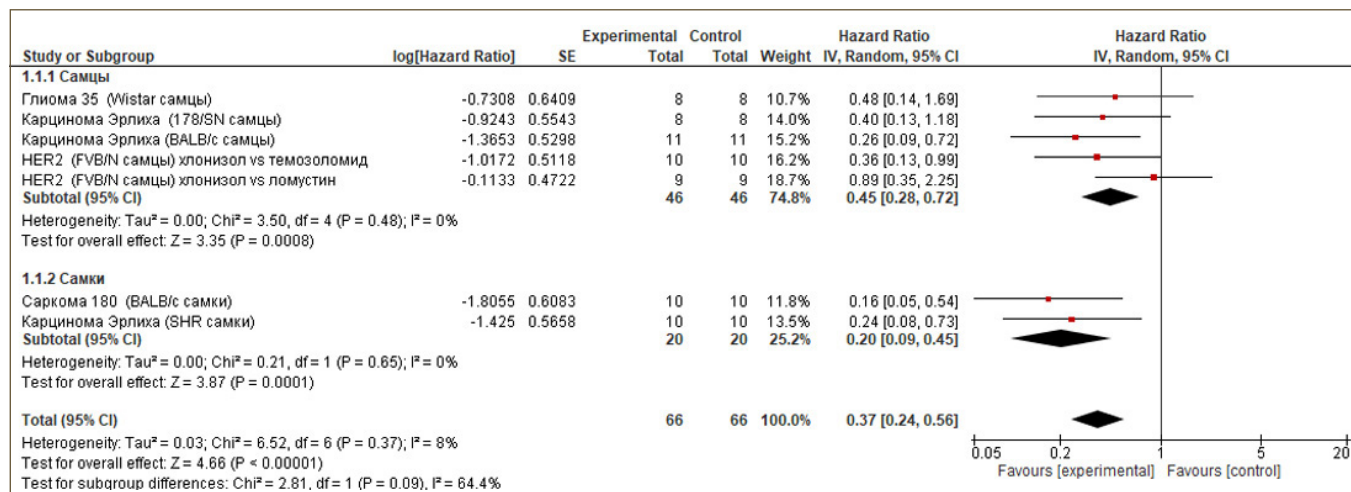 Experimental Control Hazard Ratio Hazard Ratio
Study or Subgroup log[Hazard Ratio] SE Total Total Weight IV, Random, 95% CI IV, Random, 95% CI
1.1.1 Самцы
Глиома 35 (Wistar самцы) -0.7308 0.6409 8 8 10.7% 0.48 [0.14, 1.69]
Карцинома Эрлиха (178/SN самцы) -0.9243 0.5543 8 8 14.0% 0.40 [0.13, 1.18]
Карцинома Эрлиха (BALB/c самцы) -1.3653 0.5298 11 11 15.2% 0.26 [0.09, 0.72]
HER2 (FVB/N самцы) хлонизол vs темозоломид -1.0172 0.5118 10 10 16.2% 0.36 [0.13, 0.99]
HER2 (FVB/N самцы) хлонизол vs ломустин -0.1133 0.4722 9 9 18.7% 0.89 [0.35, 2.25]
Subtotal (95% CI) 46 46 74.8% 0.45 [0.28, 0.72]
Heterogeneity: Tau² = 0.00; Chi² = 3.50, df = 4 (P = 0.48); I² = 0%
Test for overall effect: Z = 3.35 (P = 0.0008)
1.1.2 Самки
Саркома 180 (BALB/c самки) -1.8055 0.6083 10 10 11.8% 0.16 [0.05, 0.54]
Карцинома Эрлиха (SHR самки) -1.425 0.5658 10 10 13.5% 0.24 [0.08, 0.73]
Subtotal (95% CI) 20 20 25.2% 0.20 [0.09, 0.45]
Heterogeneity: Tau² = 0.00; Chi² = 0.21, df = 1 (P = 0.65); I² = 0%
Test for overall effect: Z = 3.87 (P = 0.0001)
Total (95% CI) 66 66 100.0% 0.37 [0.24, 0.56]
Heterogeneity: Tau² = 0.03; Chi² = 6.52, df = 6 (P = 0.37); I² = 8%
Test for overall effect: Z = 4.66 (P < 0.00001)
Test for subgroup differences: Chi² = 2.81, df = 1 (P = 0.09), I² = 64.4%
0.05 0.2 1 5 20
Favours [experimental] Favours [control]